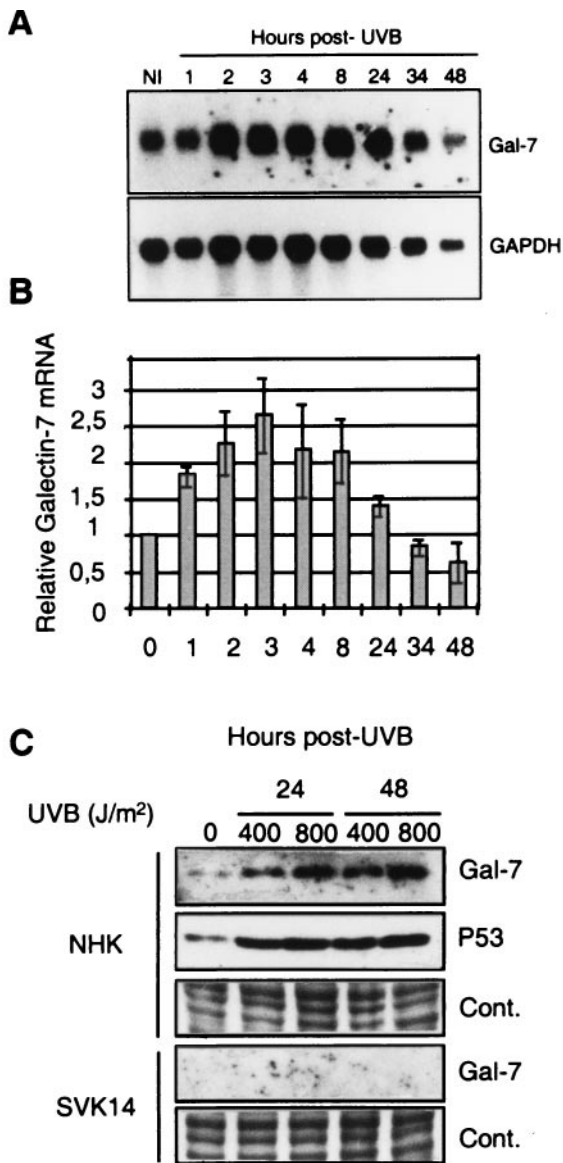 A
Hours post- UVB
NI 1 2 3 4 8 24 34 48
Gal-7
GAPDH
B
Relative Galectin-7 mRNA
3
2,5
2
1,5
1
0,5
0
0 1 2 3 4 8 24 34 48
C
Hours post-UVB
24 48
UVB (J/m²)
0 400 800 400 800
Gal-7
NHK
P53
Cont.
Gal-7
SVK14
Cont.